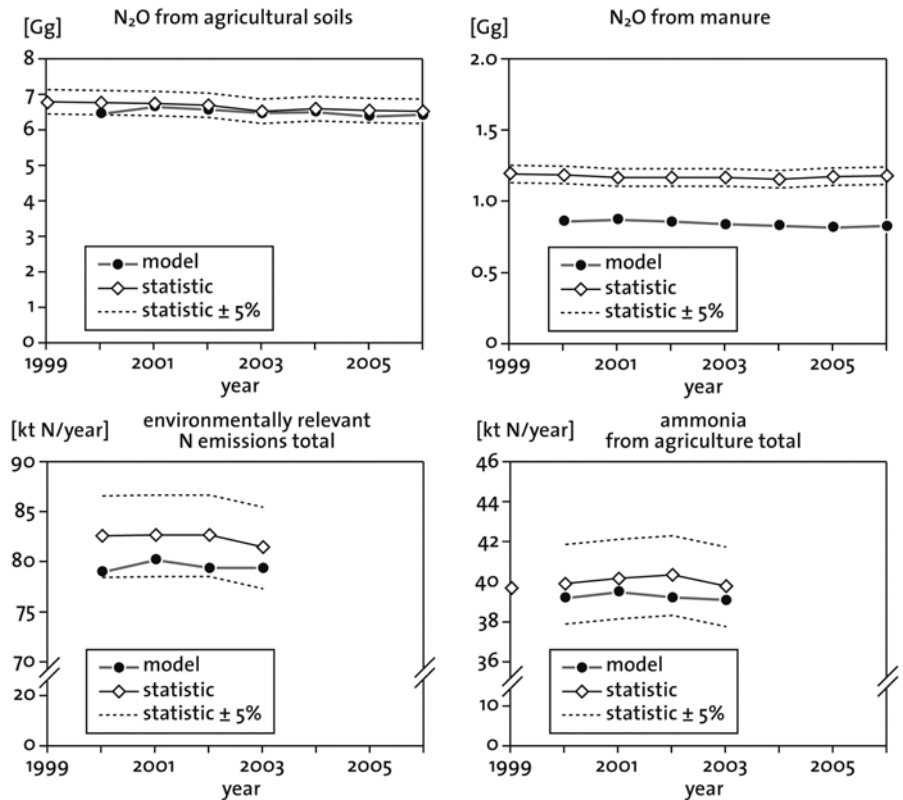 N₂O from agricultural soils
[Gg]
8
7
6
5
4
3
2
1
0
model
statistic
statistic ± 5%
1999 2001 2003 2005
year
N₂O from manure
[Gg]
2.0
1.5
1.0
0.5
0
model
statistic
statistic ± 5%
1999 2001 2003 2005
year
environmentally relevant
N emissions total
[kt N/year]
90
85
80
75
70
20
0
model
statistic
statistic ± 5%
1999 2001 2003 2005
year
ammonia
from agriculture total
[kt N/year]
46
44
42
40
38
36
10
0
model
statistic
statistic ± 5%
1999 2001 2003 2005
year